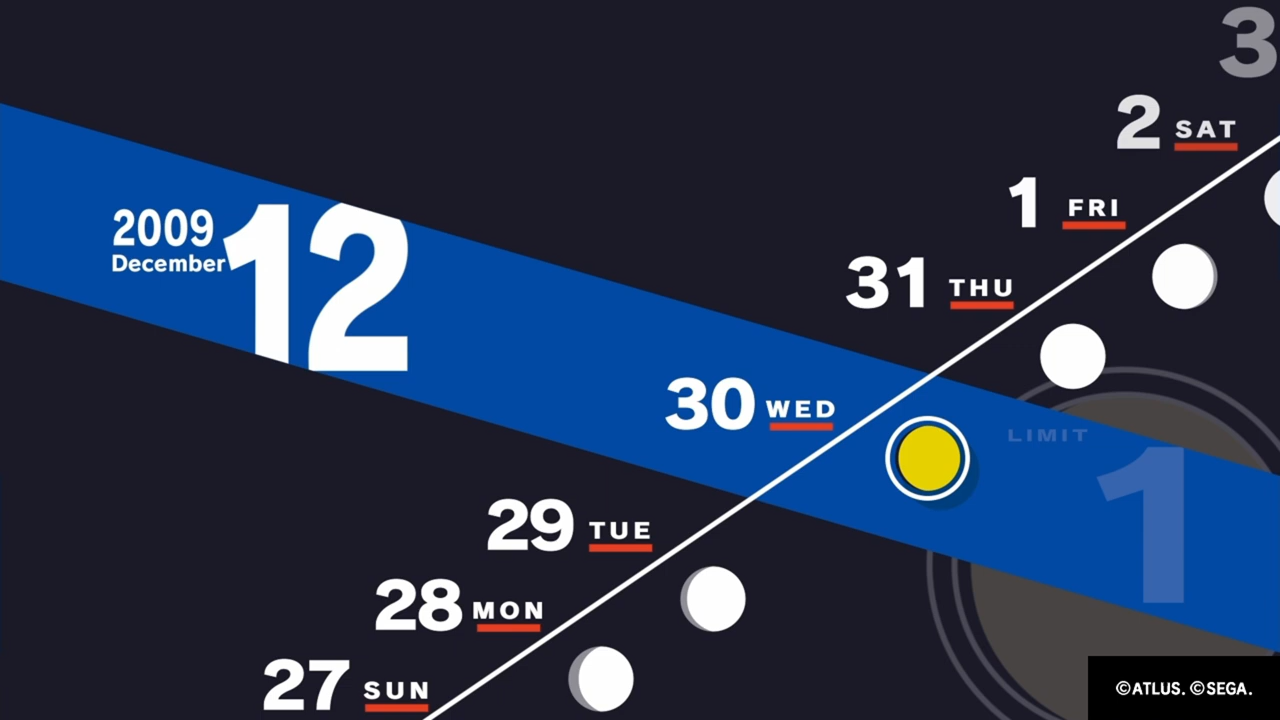 3
2 SAT
1 FRI
2009
December
12
31 THU
30 WED
LIMIT
1
29 TUE
28 MON
27 SUN
©ATLUS. ©SEGA.